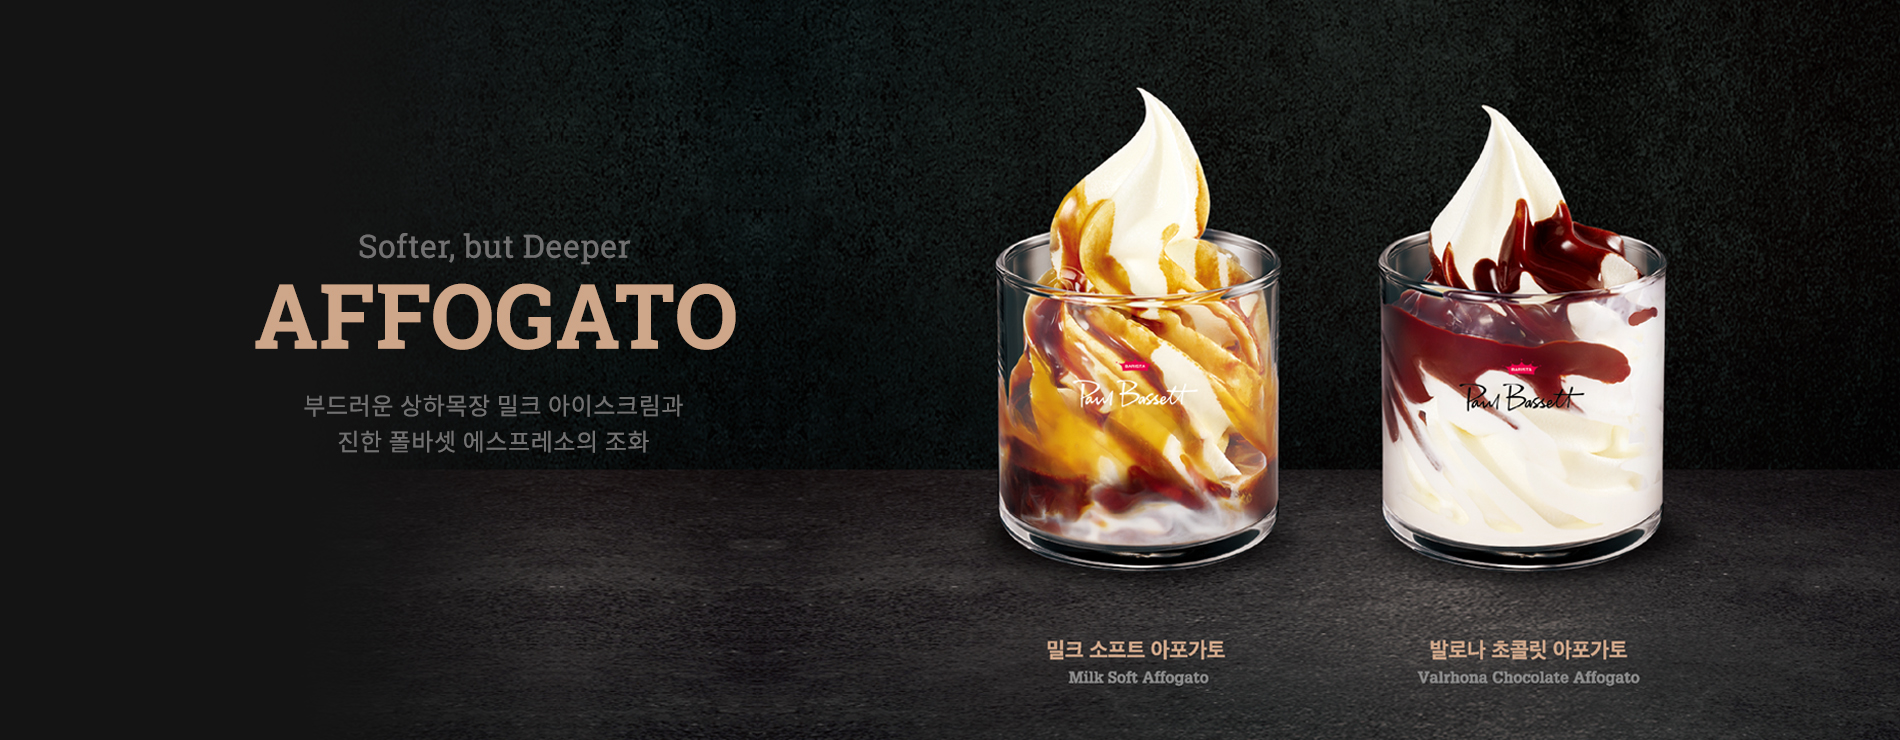 Softer, but Deeper
AFFOGATO
부드러운 상하목장 밀크 아이스크림과
진한 폴바셋 에스프레소의 조화
BARISTA
Paul Bassett
BARISTA
Paul Bassett
밀크 소프트 아포가토
Milk Soft Affogato
발로나 초콜릿 아포가토
Valrhona Chocolate Affogato